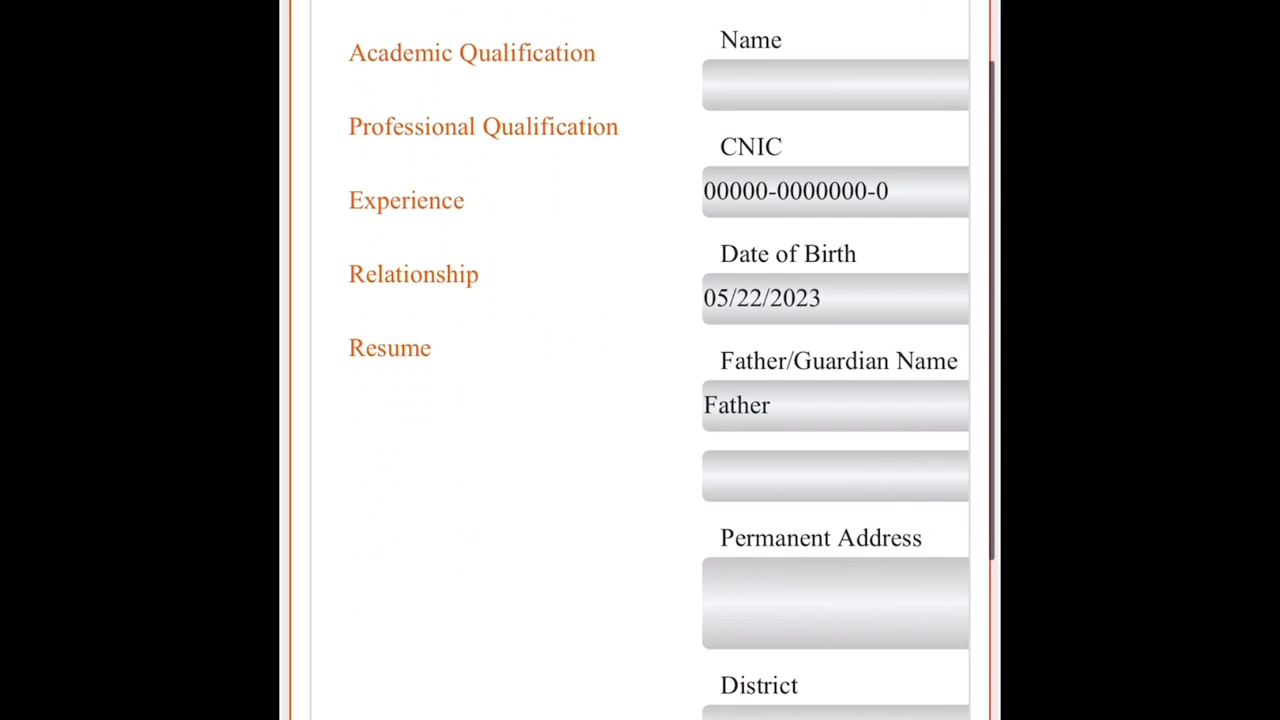 Academic Qualification
Professional Qualification
Experience
Relationship
Resume
Name
CNIC
00000-0000000-0
Date of Birth
05/22/2023
Father/Guardian Name
Father
Permanent Address
District